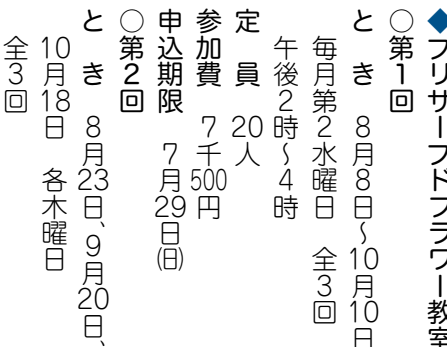 ◆プリザーブドフラワー教室
○第1回
と　き　8月8日〜10月10日
毎月第2水曜日　全3回
午後2時〜4時
定　員　20人
参加費　7千500円
申込期限　7月29日㈰
○第2回
と　き　8月23日、9月20日、
10月18日　各木曜日
全3回